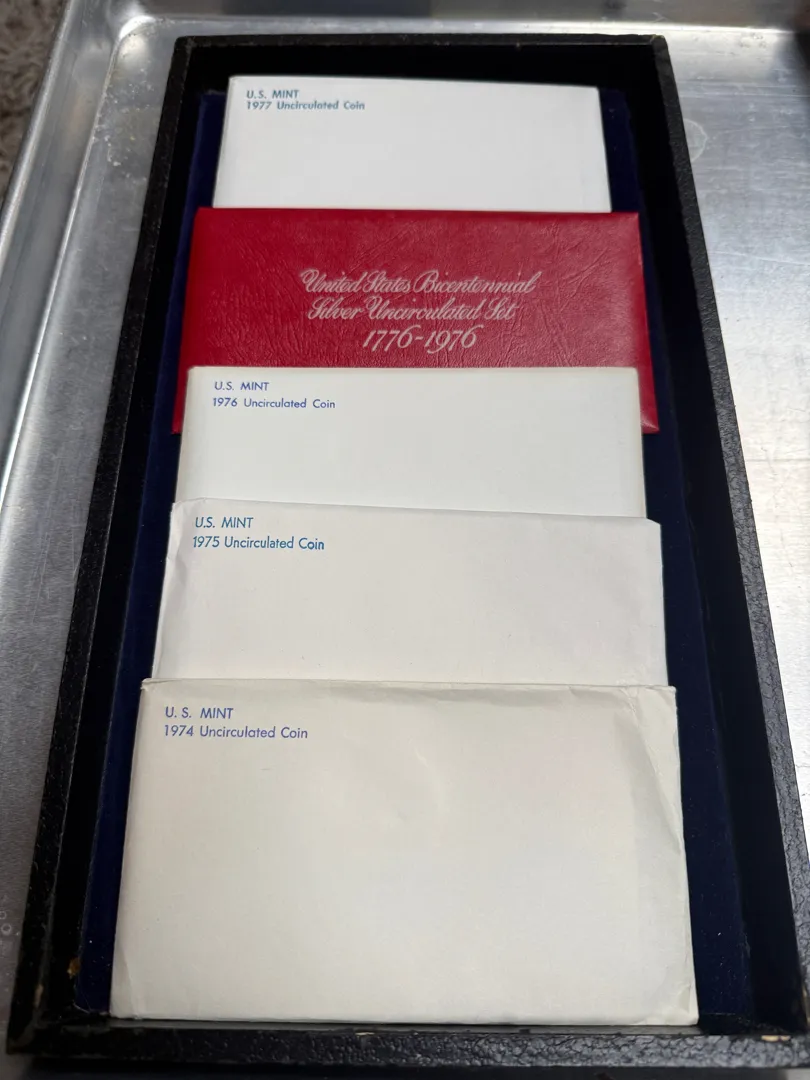 U.S. MINT
1977 Uncirculated Coin
United States Bicentennial
Silver Uncirculated Set
1776-1976
U.S. MINT
1976 Uncirculated Coin
U.S. MINT
1975 Uncirculated Coin
U. S. MINT
1974 Uncirculated Coin